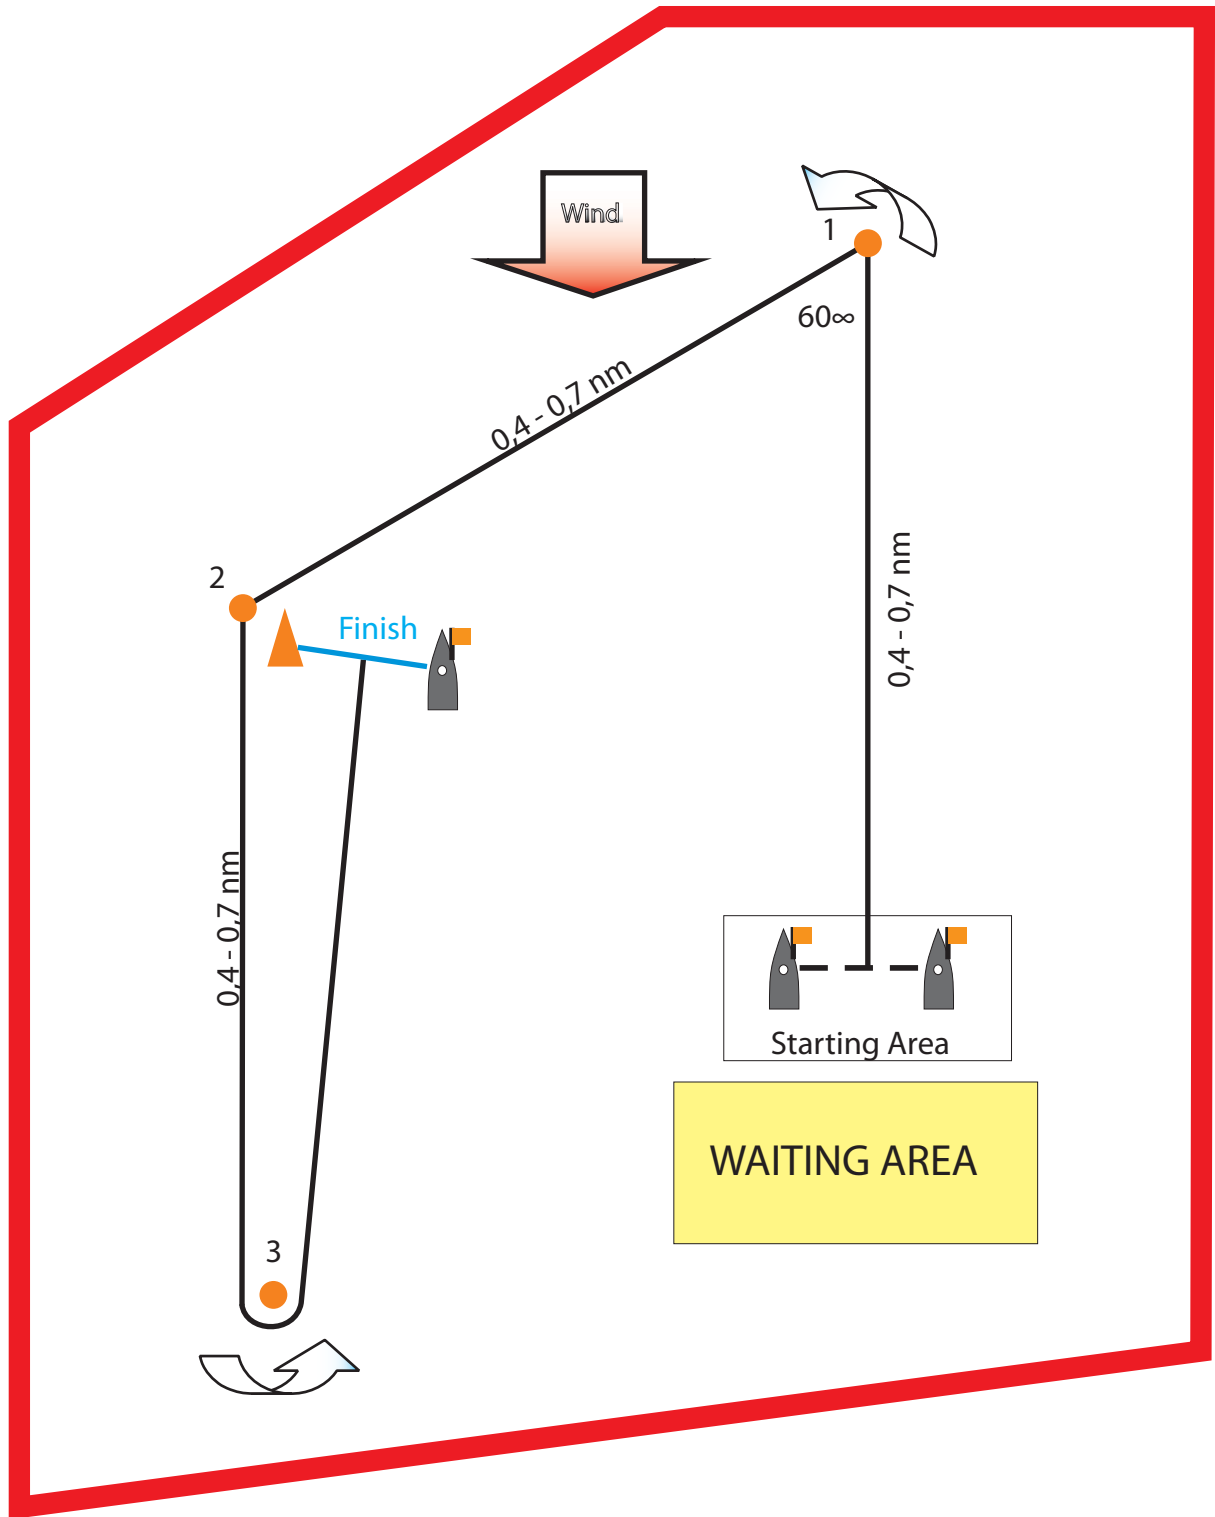 Wind
1
60∞
0,4 - 0,7 nm
2
Finish
0,4 - 0,7 nm
0,4 - 0,7 nm
Starting Area
WAITING AREA
3